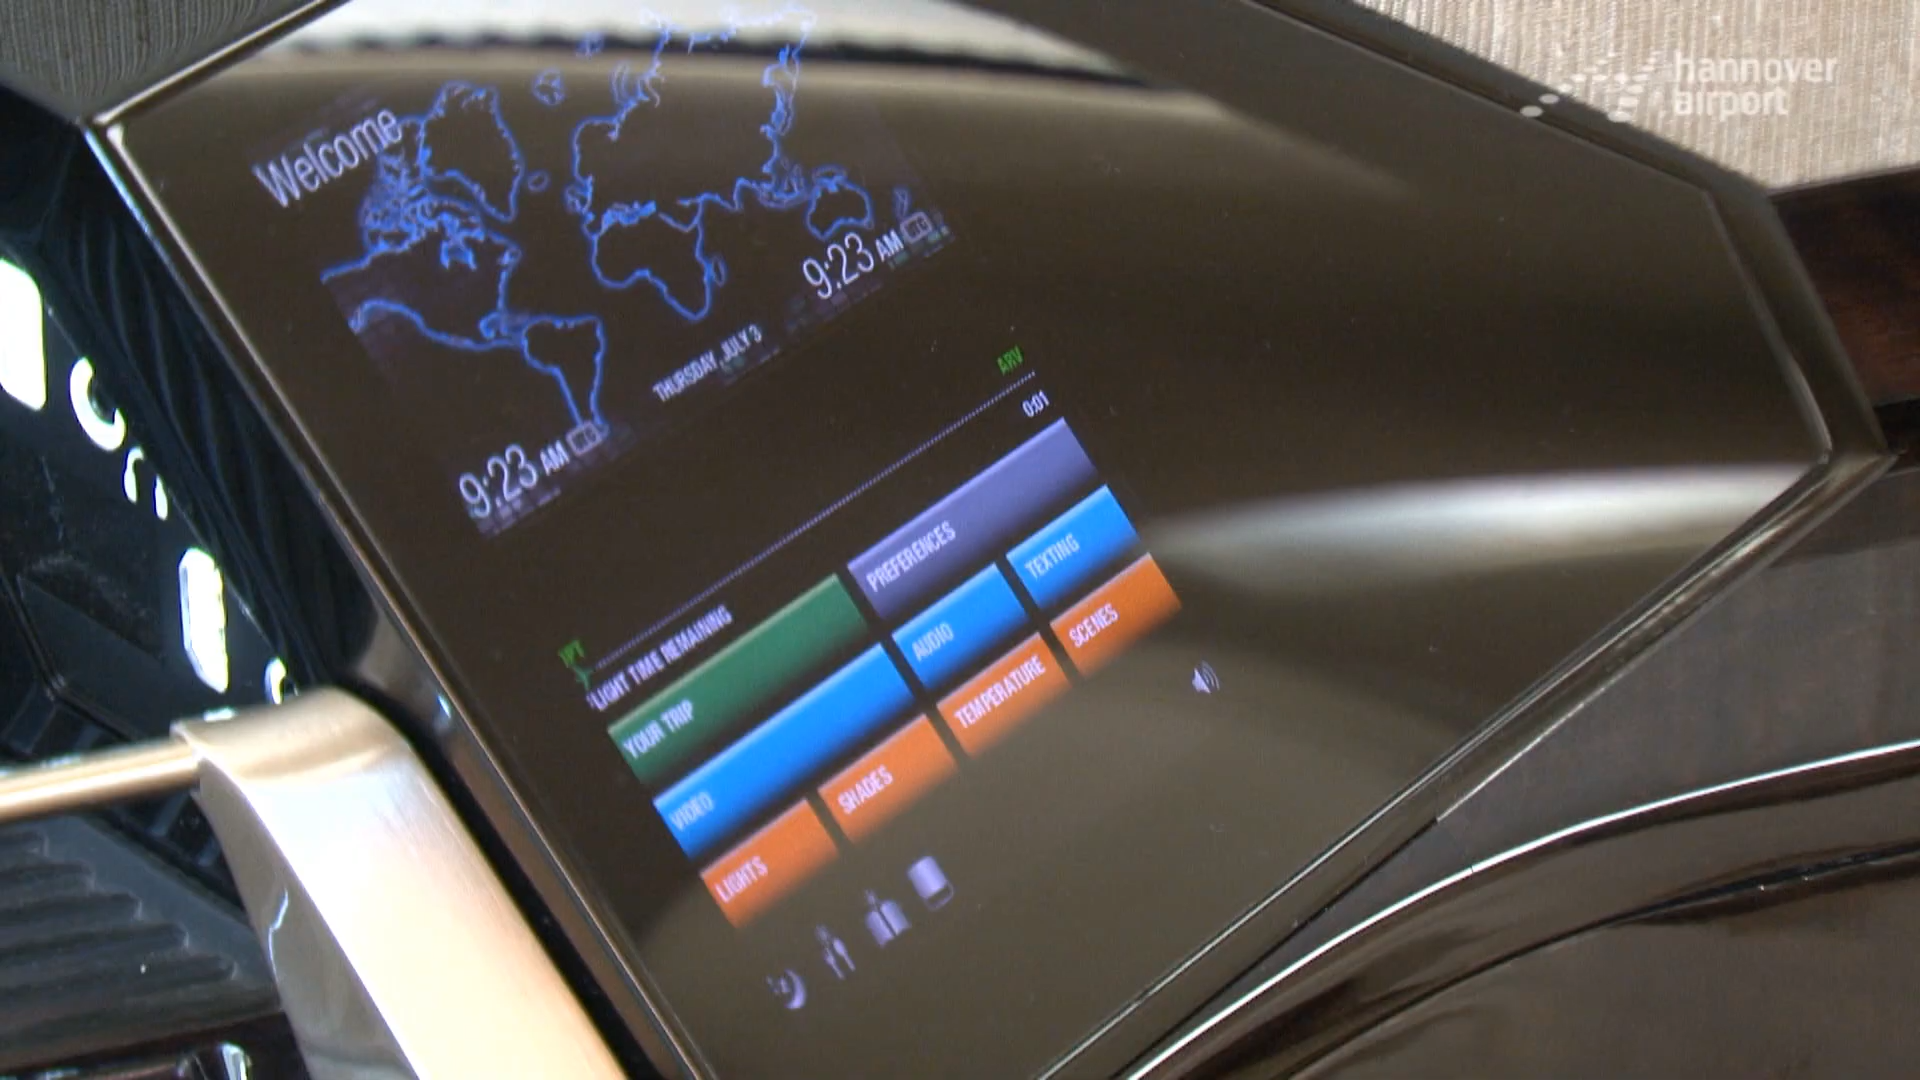 hannover
airport
Welcome
9:23 AM
THURSDAY, JULY 3
9:23 AM
ARV
0:01
LIGHT TIME REMAINING
YOUR TRIP
PREFERENCES
VIDEO
AUDIO
TEXTING
LIGHTS
SHADES
TEMPERATURE
SCENES